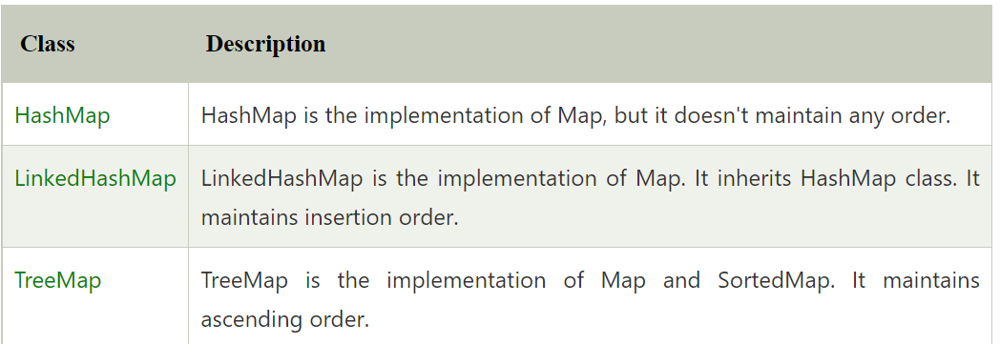 Class Description
HashMap HashMap is the implementation of Map, but it doesn't maintain any order.
LinkedHashMap LinkedHashMap is the implementation of Map. It inherits HashMap class. It
maintains insertion order.
TreeMap TreeMap is the implementation of Map and SortedMap. It maintains
ascending order.